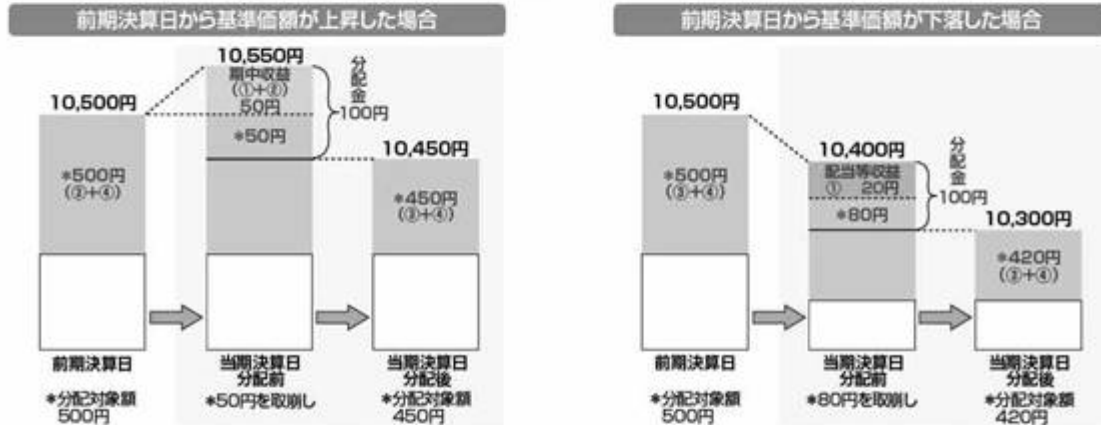 前期決算日から基準価額が上昇した場合
10,500円
*500円
(③+④)
前期決算日
*分配対象額
500円
10,550円
期中収益
(①+②)
50円
*50円
分配金
100円
当期決算日
分配前
*50円を取崩し
10,450円
*450円
(③+④)
当期決算日
分配後
*分配対象額
450円
前期決算日から基準価額が下落した場合
10,500円
*500円
(③+④)
前期決算日
*分配対象額
500円
10,400円
配当等収益
① 20円
*80円
分配金
100円
当期決算日
分配前
*80円を取崩し
10,300円
*420円
(③+④)
当期決算日
分配後
*分配対象額
420円